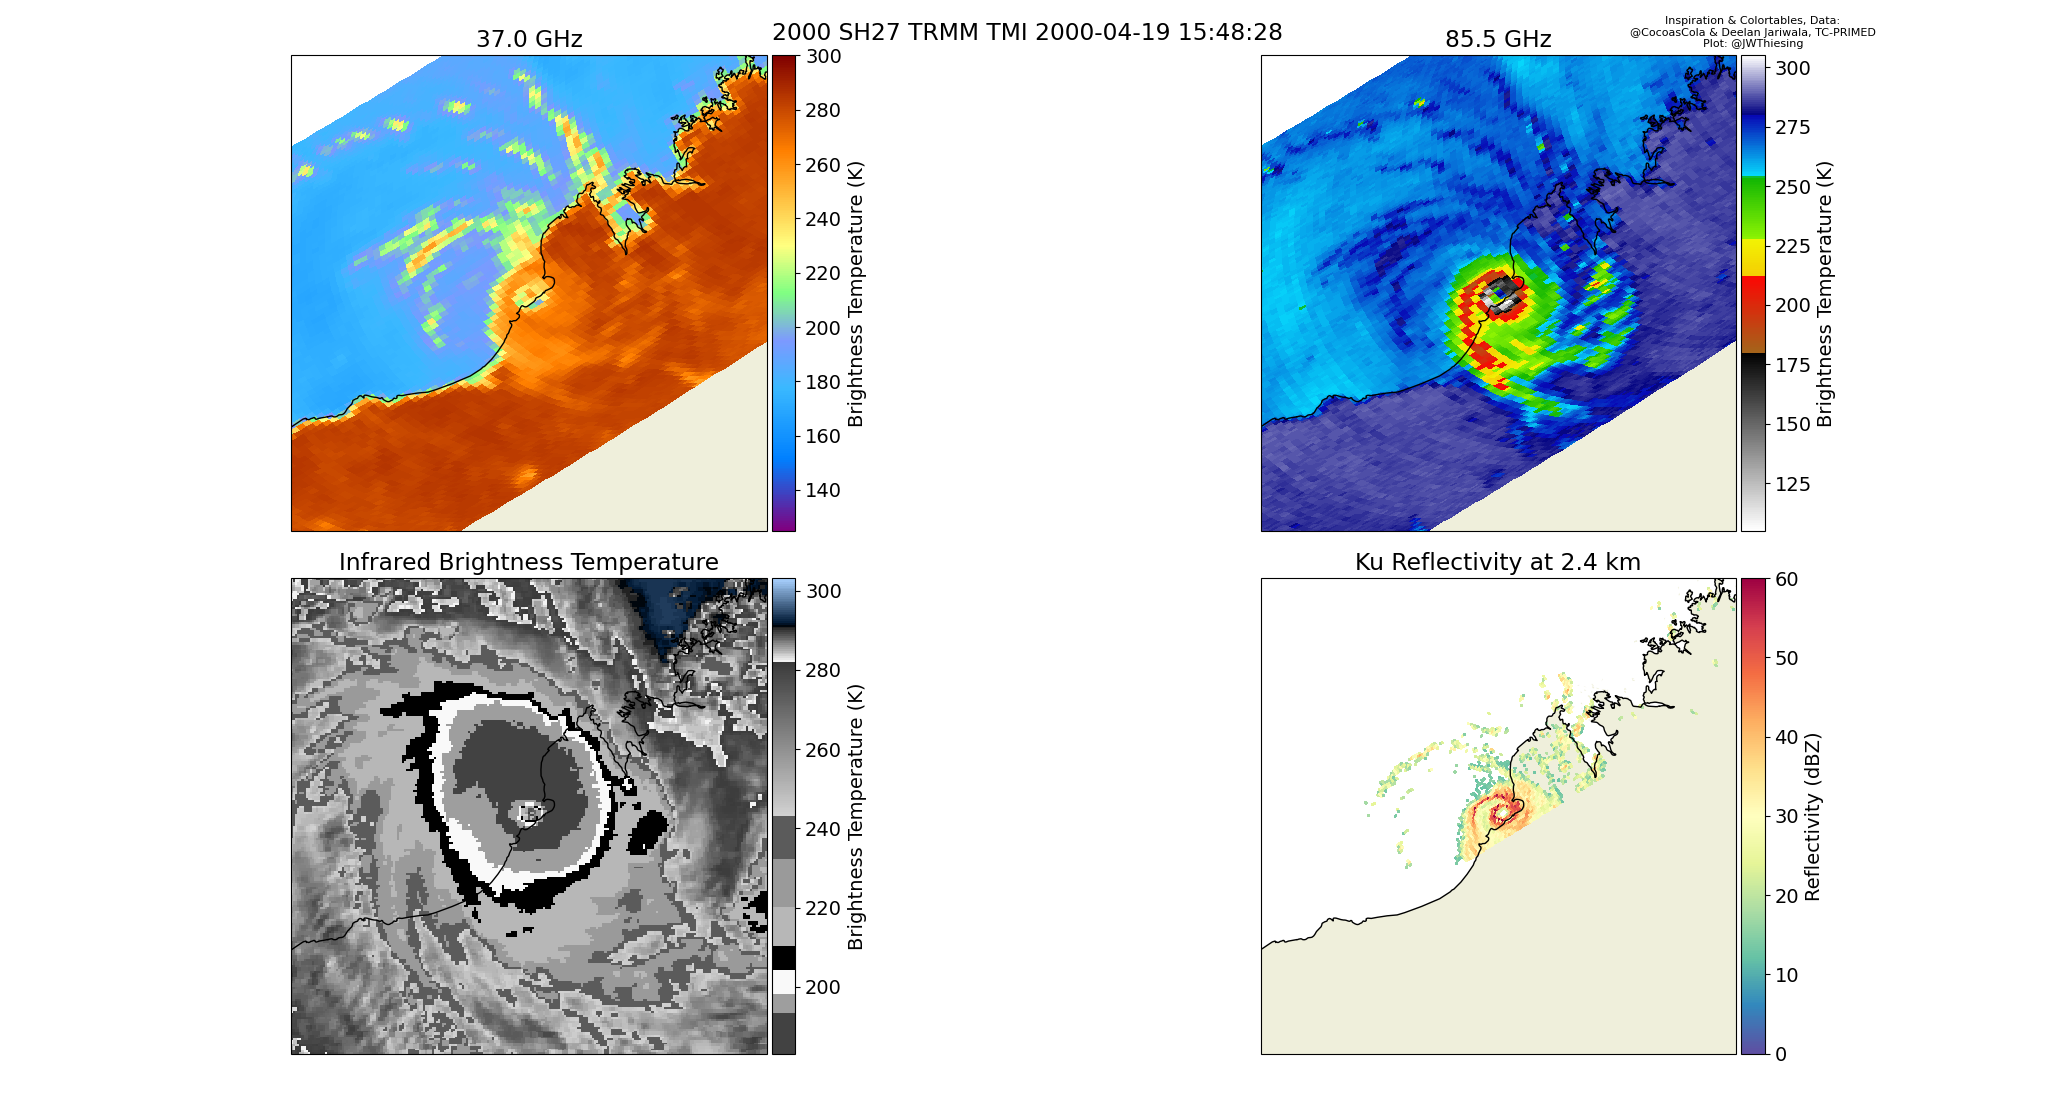 2000 SH27 TRMM TMI 2000-04-19 15:48:28
Inspiration & Colortables, Data:
@CocoasCola & Deelan Jariwala, TC-PRIMED
Plot: @JWThiesing
37.0 GHz
300
280
260
240
220
200
180
160
140
Brightness Temperature (K)
85.5 GHz
300
275
250
225
200
175
150
125
Brightness Temperature (K)
Infrared Brightness Temperature
300
280
260
240
220
200
Brightness Temperature (K)
Ku Reflectivity at 2.4 km
60
50
40
30
20
10
0
Reflectivity (dBZ)